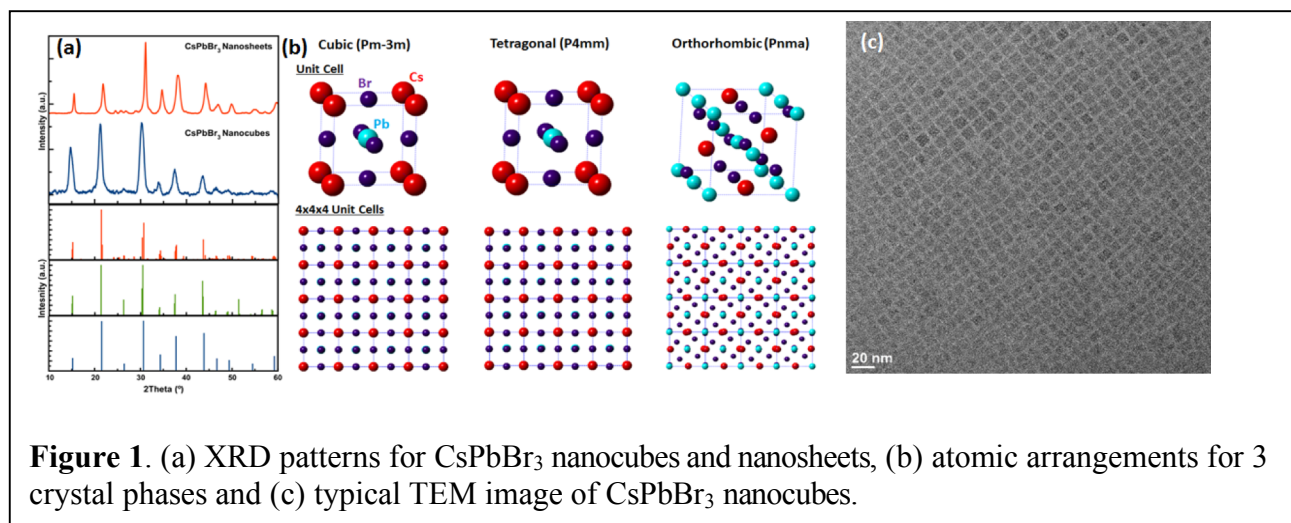 (a)
CsPbBr₃ Nanosheets
Intensity (a.u.)
CsPbBr₃ Nanocubes
Intesnity (a.u.)
10 20 30 40 50 60
2Theta (°)
(b)
Cubic (Pm-3m) Tetragonal (P4mm) Orthorhombic (Pnma)
Unit Cell
Br Cs
Pb
4x4x4 Unit Cells
(c)
20 nm
Figure 1. (a) XRD patterns for CsPbBr₃ nanocubes and nanosheets, (b) atomic arrangements for 3
crystal phases and (c) typical TEM image of CsPbBr₃ nanocubes.